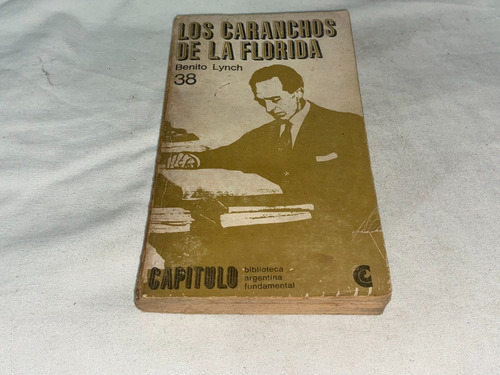 LOS CARANCHOS
DE LA FLORIDA
Benito Lynch
38
CAPITULO
biblioteca
argentina
fundamental